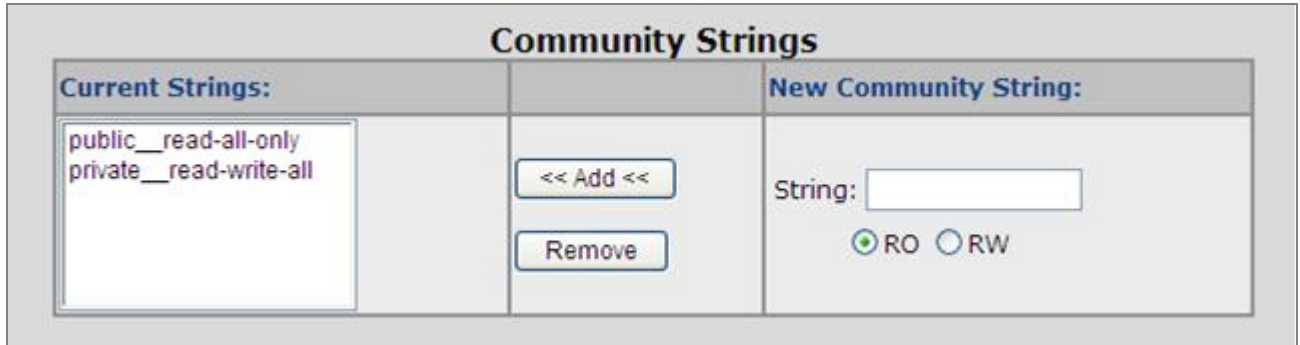 Community Strings
Current Strings:
New Community String:
public__read-all-only
private__read-write-all
<< Add <<
Remove
String:
RO RW